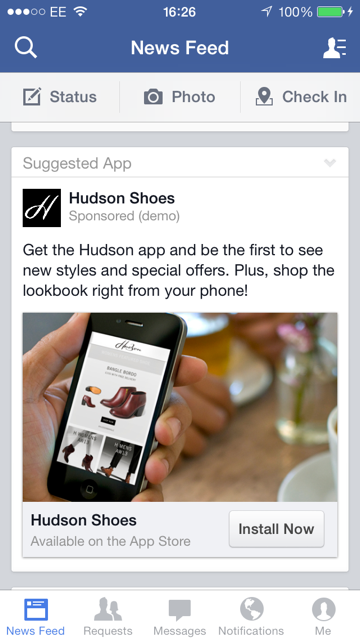 EE 16:26 100%
News Feed
Status Photo Check In
Suggested App
Hudson Shoes
Sponsored (demo)
Get the Hudson app and be the first to see
new styles and special offers. Plus, shop the
lookbook right from your phone!
Hudson
Hudson Shoes
Available on the App Store
Install Now
News Feed Requests Messages Notifications Me